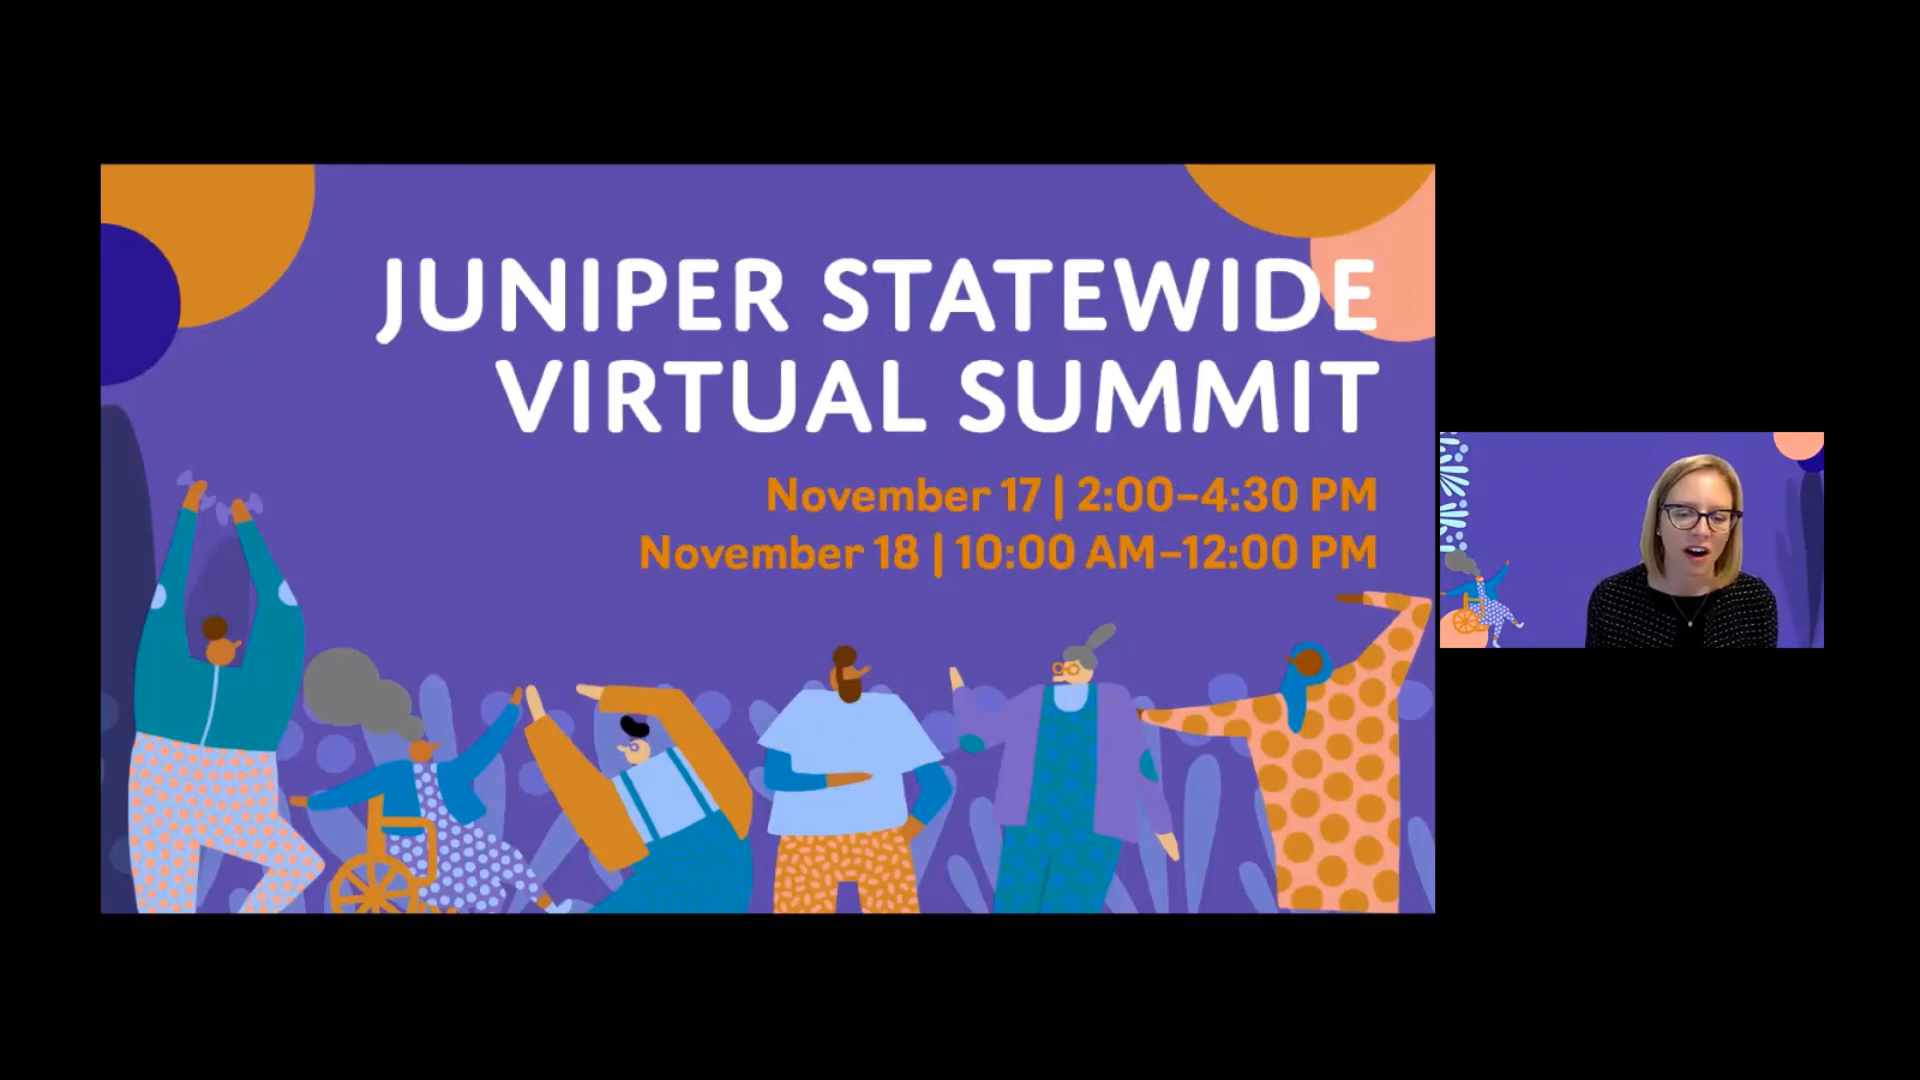 JUNIPER STATEWIDE
VIRTUAL SUMMIT
November 17 | 2:00–4:30 PM
November 18 | 10:00 AM–12:00 PM